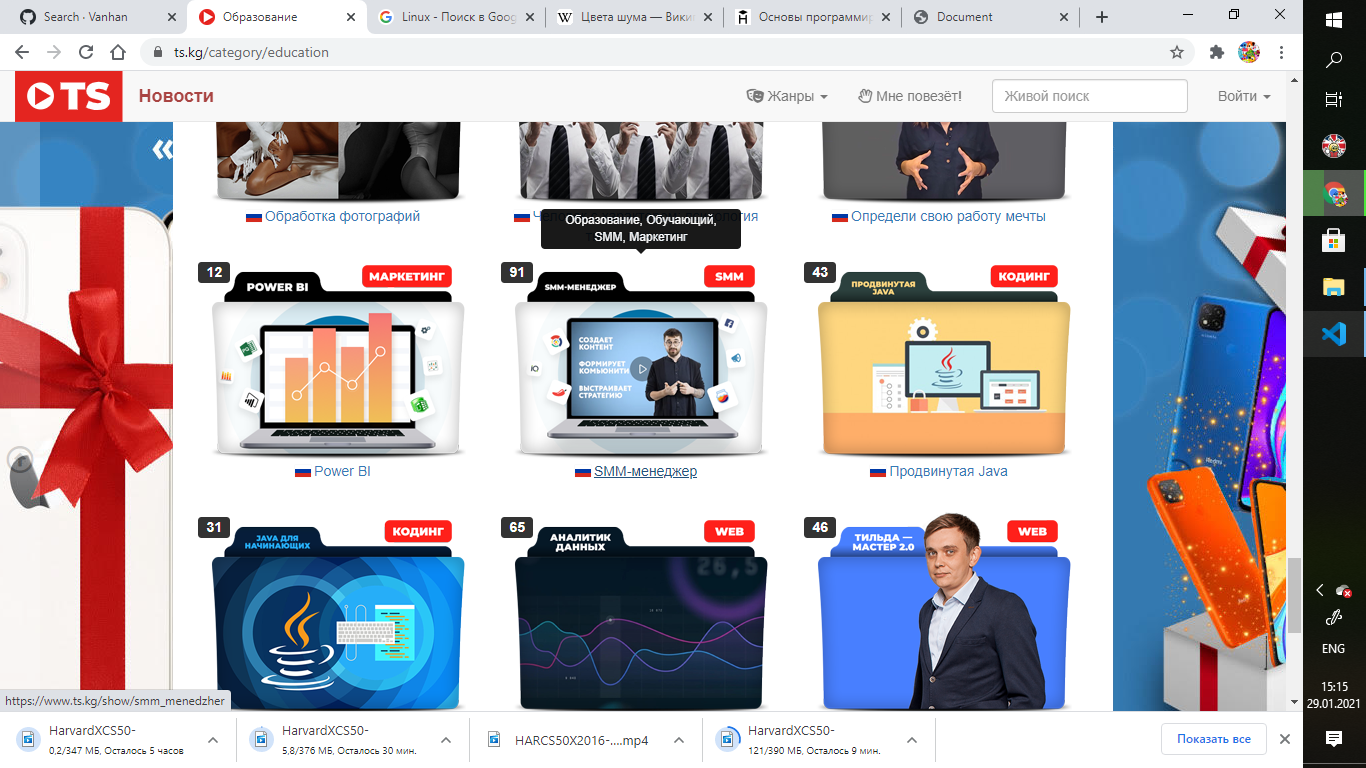 Search · Vanhan
Образование
Linux - Поиск в Goog
Цвета шума — Вики
Основы программир
Document
ts.kg/category/education
TS
Новости
Жанры
Мне повезёт!
Живой поиск
Войти
Обработка фотографий
Определи свою работу мечты
Образование, Обучающий,
SMM, Маркетинг
12
POWER BI
МАРКЕТИНГ
91
SMM-МЕНЕДЖЕР
SMM
43
ПРОДВИНУТАЯ
JAVA
КОДИНГ
СОЗДАЕТ
КОНТЕНТ
ФОРМИРУЕТ
КОМЬЮНИТИ
ВЫСТРАИВАЕТ
СТРАТЕГИЮ
Power BI
SMM-менеджер
Продвинутая Java
31
JAVA ДЛЯ
НАЧИНАЮЩИХ
КОДИНГ
65
АНАЛИТИК
ДАННЫХ
WEB
46
ТИЛЬДА —
МАСТЕР 2.0
WEB
26,5
https://www.ts.kg/show/smm_menedzher
HarvardXCS50-
0,2/347 МБ, Осталось 5 часов
HarvardXCS50-
5,8/376 МБ, Осталось 30 мин.
HARCS50X2016-....mp4
HarvardXCS50-
121/390 МБ, Осталось 9 мин.
Показать все
ENG
15:15
29.01.2021